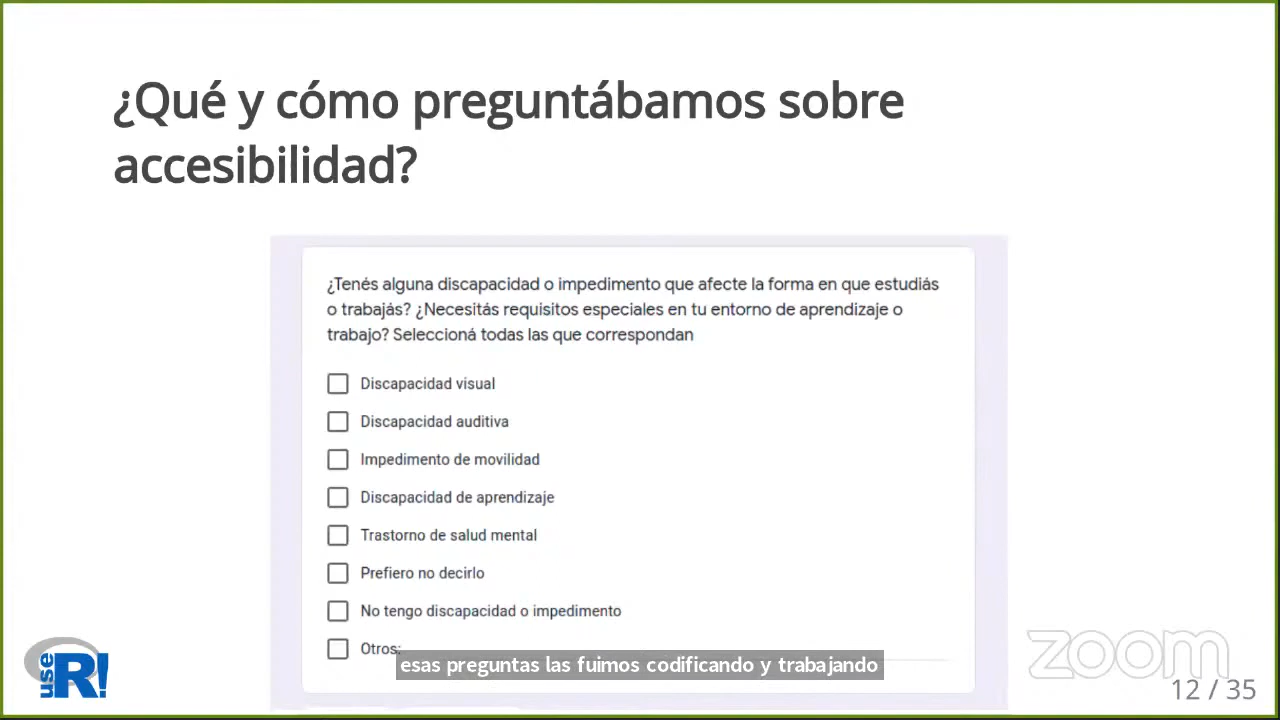 ¿Qué y cómo preguntábamos sobre
accesibilidad?
¿Tenés alguna discapacidad o impedimento que afecte la forma en que estudiás
o trabajás? ¿Necesitás requisitos especiales en tu entorno de aprendizaje o
trabajo? Seleccioná todas las que correspondan
Discapacidad visual
Discapacidad auditiva
Impedimento de movilidad
Discapacidad de aprendizaje
Trastorno de salud mental
Prefiero no decirlo
No tengo discapacidad o impedimento
Otros:
esas preguntas las fuimos codificando y trabajando
use R!
zoom
12 / 35